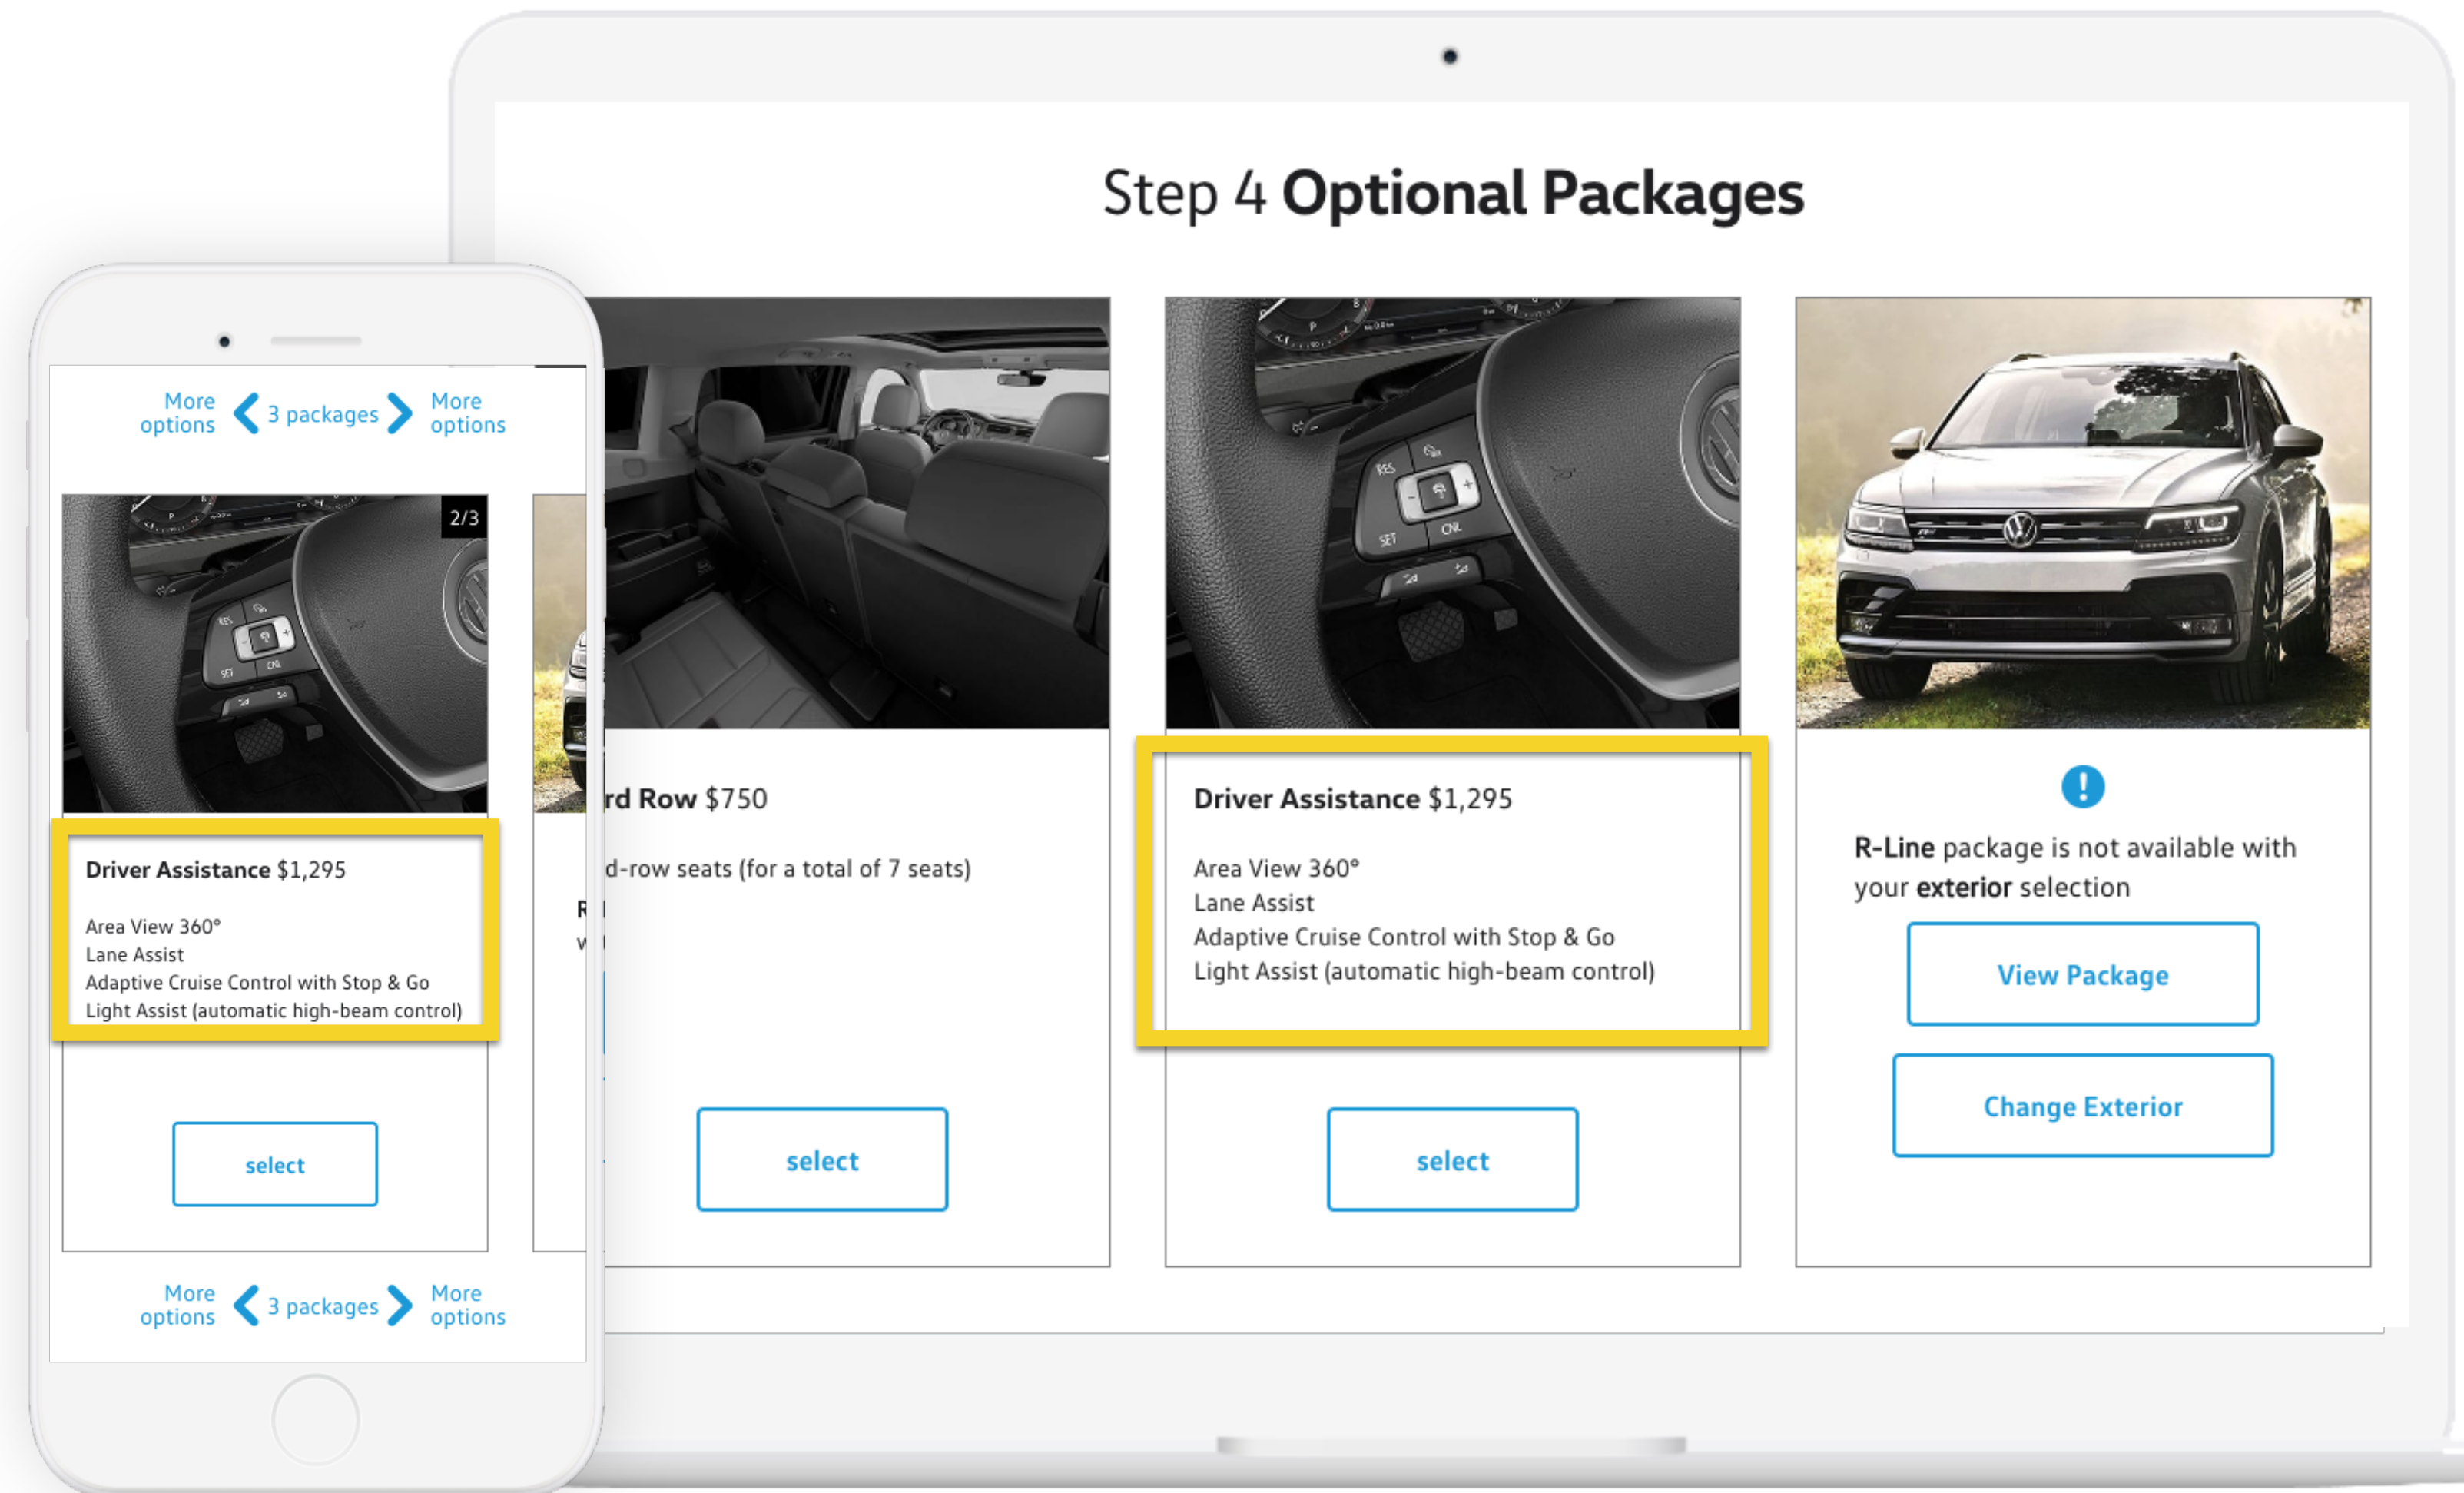 Step 4 Optional Packages
More options
3 packages
More options
2/3
Driver Assistance $1,295
Area View 360°
Lane Assist
Adaptive Cruise Control with Stop & Go
Light Assist (automatic high-beam control)
select
More options
3 packages
More options
rd Row $750
d-row seats (for a total of 7 seats)
select
RES
SET
CNL
Driver Assistance $1,295
Area View 360°
Lane Assist
Adaptive Cruise Control with Stop & Go
Light Assist (automatic high-beam control)
select
R-Line package is not available with
your exterior selection
View Package
Change Exterior